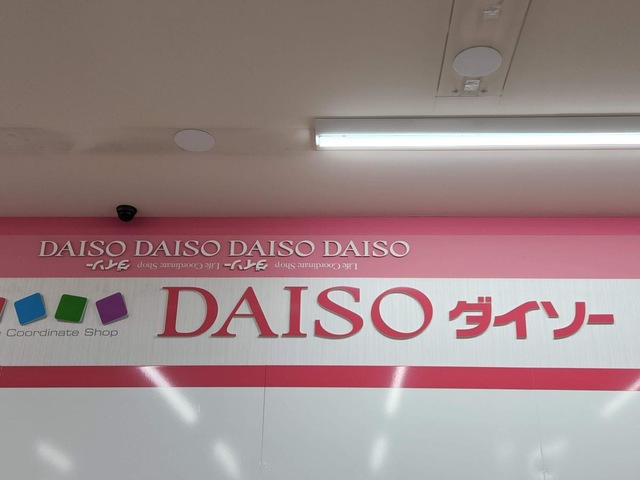 DAISO DAISO DAISO DAISO
ダイソー Life Coordinate Shop ダイソー Life Coordinate Shop
DAISO ダイソー
Coordinate Shop